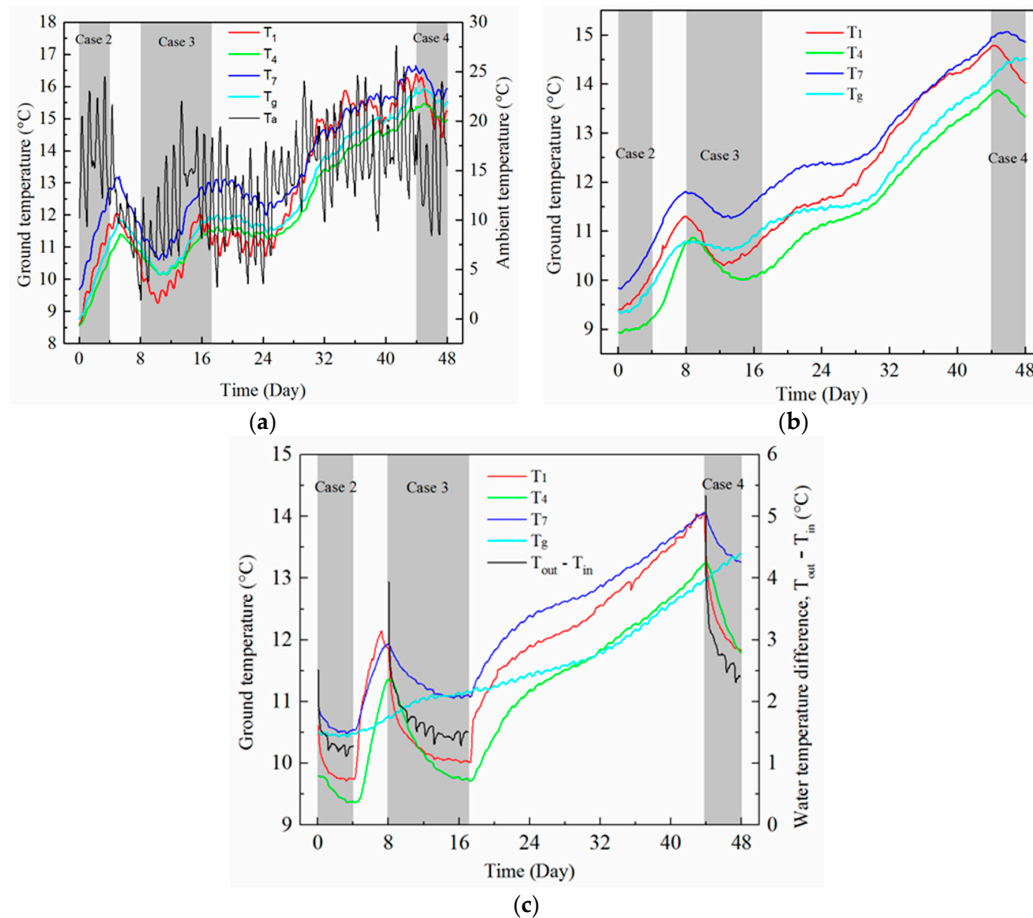 Case 2
Case 3
Case 4
T1
T4
T7
Tg
Ta
18
17
16
15
14
13
12
11
10
9
8
30
25
20
15
10
5
0
0 8 16 24 32 40 48
Ground temperature (°C)
Ambient temperature (°C)
Time (Day)
(a)
Case 2
Case 3
Case 4
T1
T4
T7
Tg
15
14
13
12
11
10
9
0 8 16 24 32 40 48
Ground temperature (°C)
Time (Day)
(b)
Case 2
Case 3
Case 4
T1
T4
T7
Tg
Tout - Tin
15
14
13
12
11
10
9
6
5
4
3
2
1
0
0 8 16 24 32 40 48
Ground temperature (°C)
Water temperature difference, Tout - Tin (°C)
Time (Day)
(c)